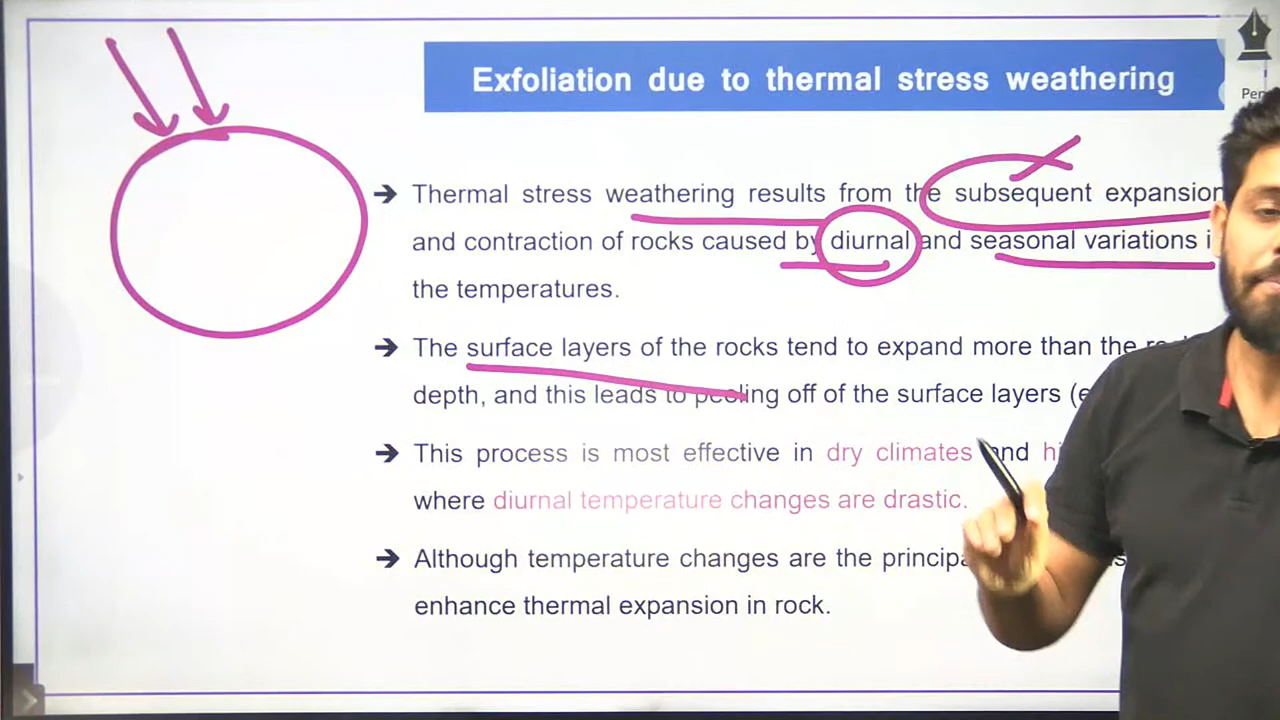 Exfoliation due to thermal stress weathering
Pen
→ Thermal stress weathering results from the subsequent expansion
and contraction of rocks caused by diurnal and seasonal variations i
the temperatures.
→ The surface layers of the rocks tend to expand more than the
depth, and this leads to peeling off of the surface layers (e
→ This process is most effective in dry climates and hi
where diurnal temperature changes are drastic.
→ Although temperature changes are the principa
enhance thermal expansion in rock.